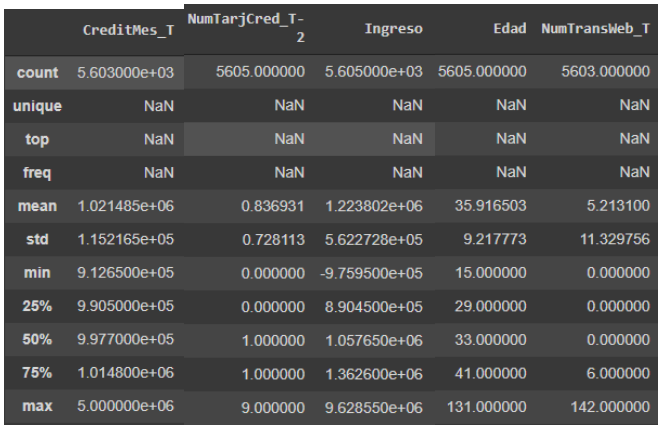 CreditMes_T NumTarjCred_T-2 Ingreso Edad NumTransWeb_T
count 5.603000e+03 5605.000000 5.605000e+03 5605.000000 5603.000000
unique NaN NaN NaN NaN NaN
top NaN NaN NaN NaN NaN
freq NaN NaN NaN NaN NaN
mean 1.021485e+06 0.836931 1.223802e+06 35.916503 5.213100
std 1.152165e+05 0.728113 5.622728e+05 9.217773 11.329756
min 9.126500e+05 0.000000 -9.759500e+05 15.000000 0.000000
25% 9.905000e+05 0.000000 8.904500e+05 29.000000 0.000000
50% 9.977000e+05 1.000000 1.057650e+06 33.000000 0.000000
75% 1.014800e+06 1.000000 1.362600e+06 41.000000 6.000000
max 5.000000e+06 9.000000 9.628550e+06 131.000000 142.000000